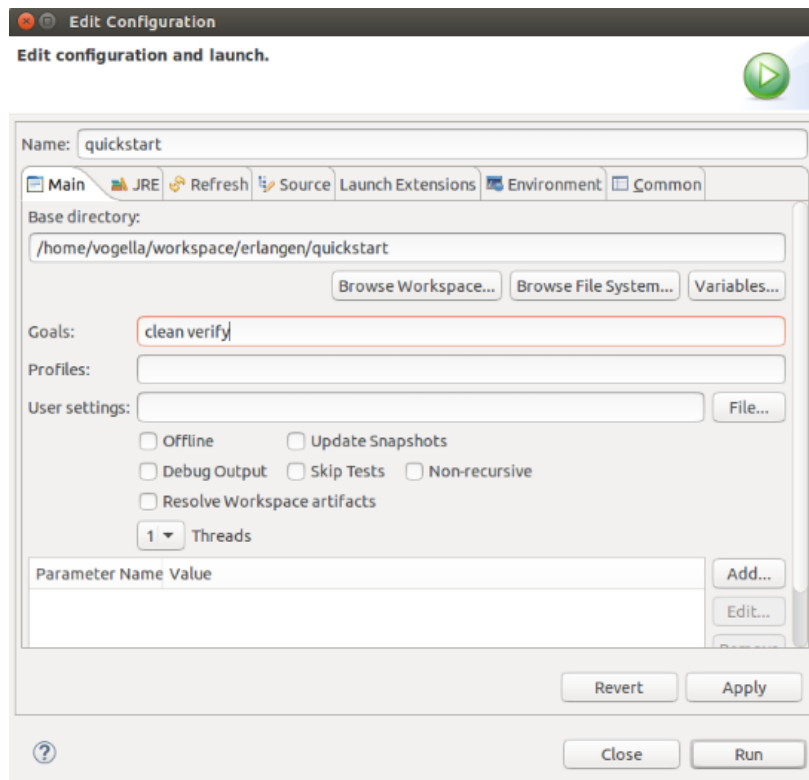 Edit Configuration
Edit configuration and launch.
Name: quickstart
Main JRE Refresh Source Launch Extensions Environment Common
Base directory:
/home/vogella/workspace/erlangen/quickstart
Browse Workspace... Browse File System... Variables...
Goals: clean verify
Profiles:
User settings: File...
Offline Update Snapshots
Debug Output Skip Tests Non-recursive
Resolve Workspace artifacts
1 Threads
Parameter Name Value Add...
Edit...
Revert Apply
? Close Run